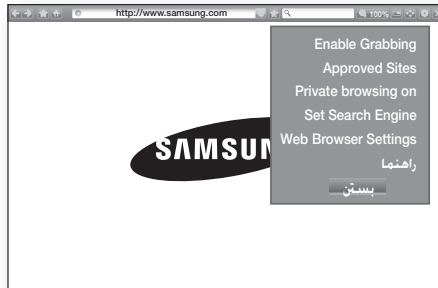 http://www.samsung.com
100%
Enable Grabbing
Approved Sites
Private browsing on
Set Search Engine
Web Browser Settings
راهنما
بستن